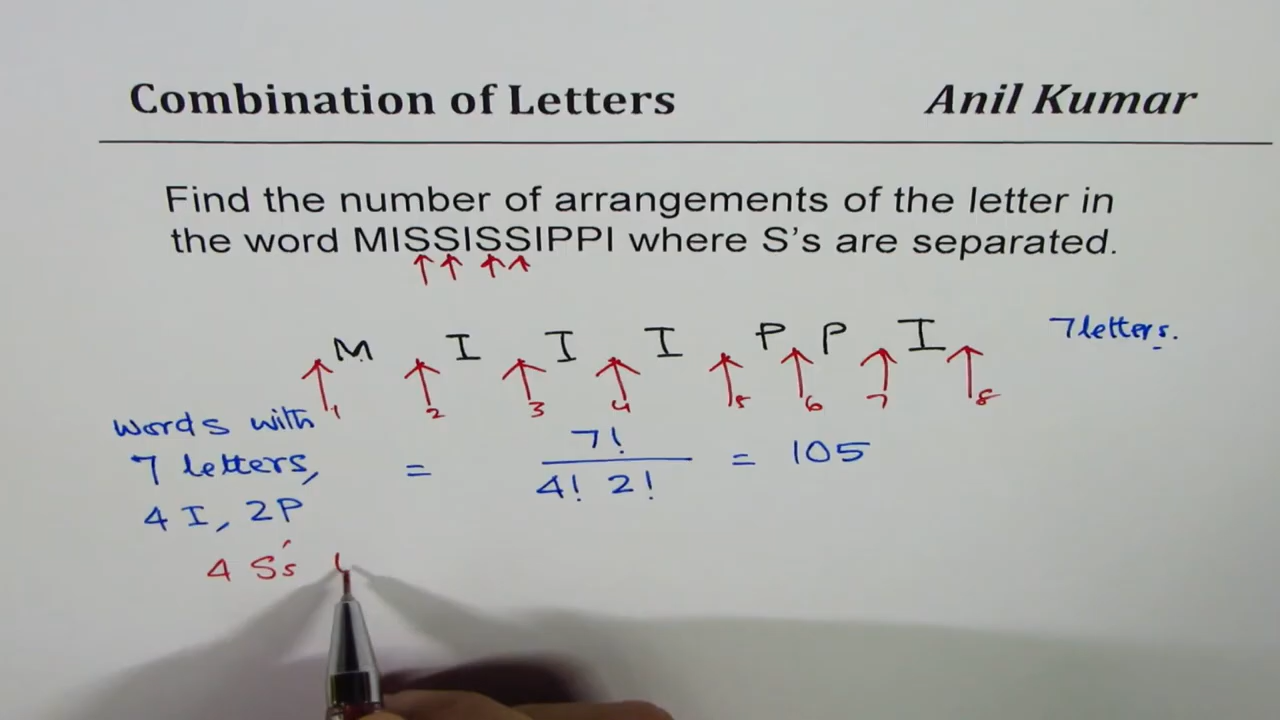 Combination of Letters Anil Kumar
Find the number of arrangements of the letter in
the word MISSISSIPPI where S's are separated.
M I I I P P I 7 letters.
1 2 3 4 5 6 7 8
words with
7 letters, = 7! / 4! 2! = 105
4 I, 2P
4 S's